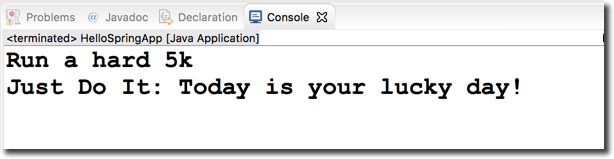 Problems @ Javadoc Declaration Console
<terminated> HelloSpringApp [Java Application]
Run a hard 5k
Just Do It: Today is your lucky day!